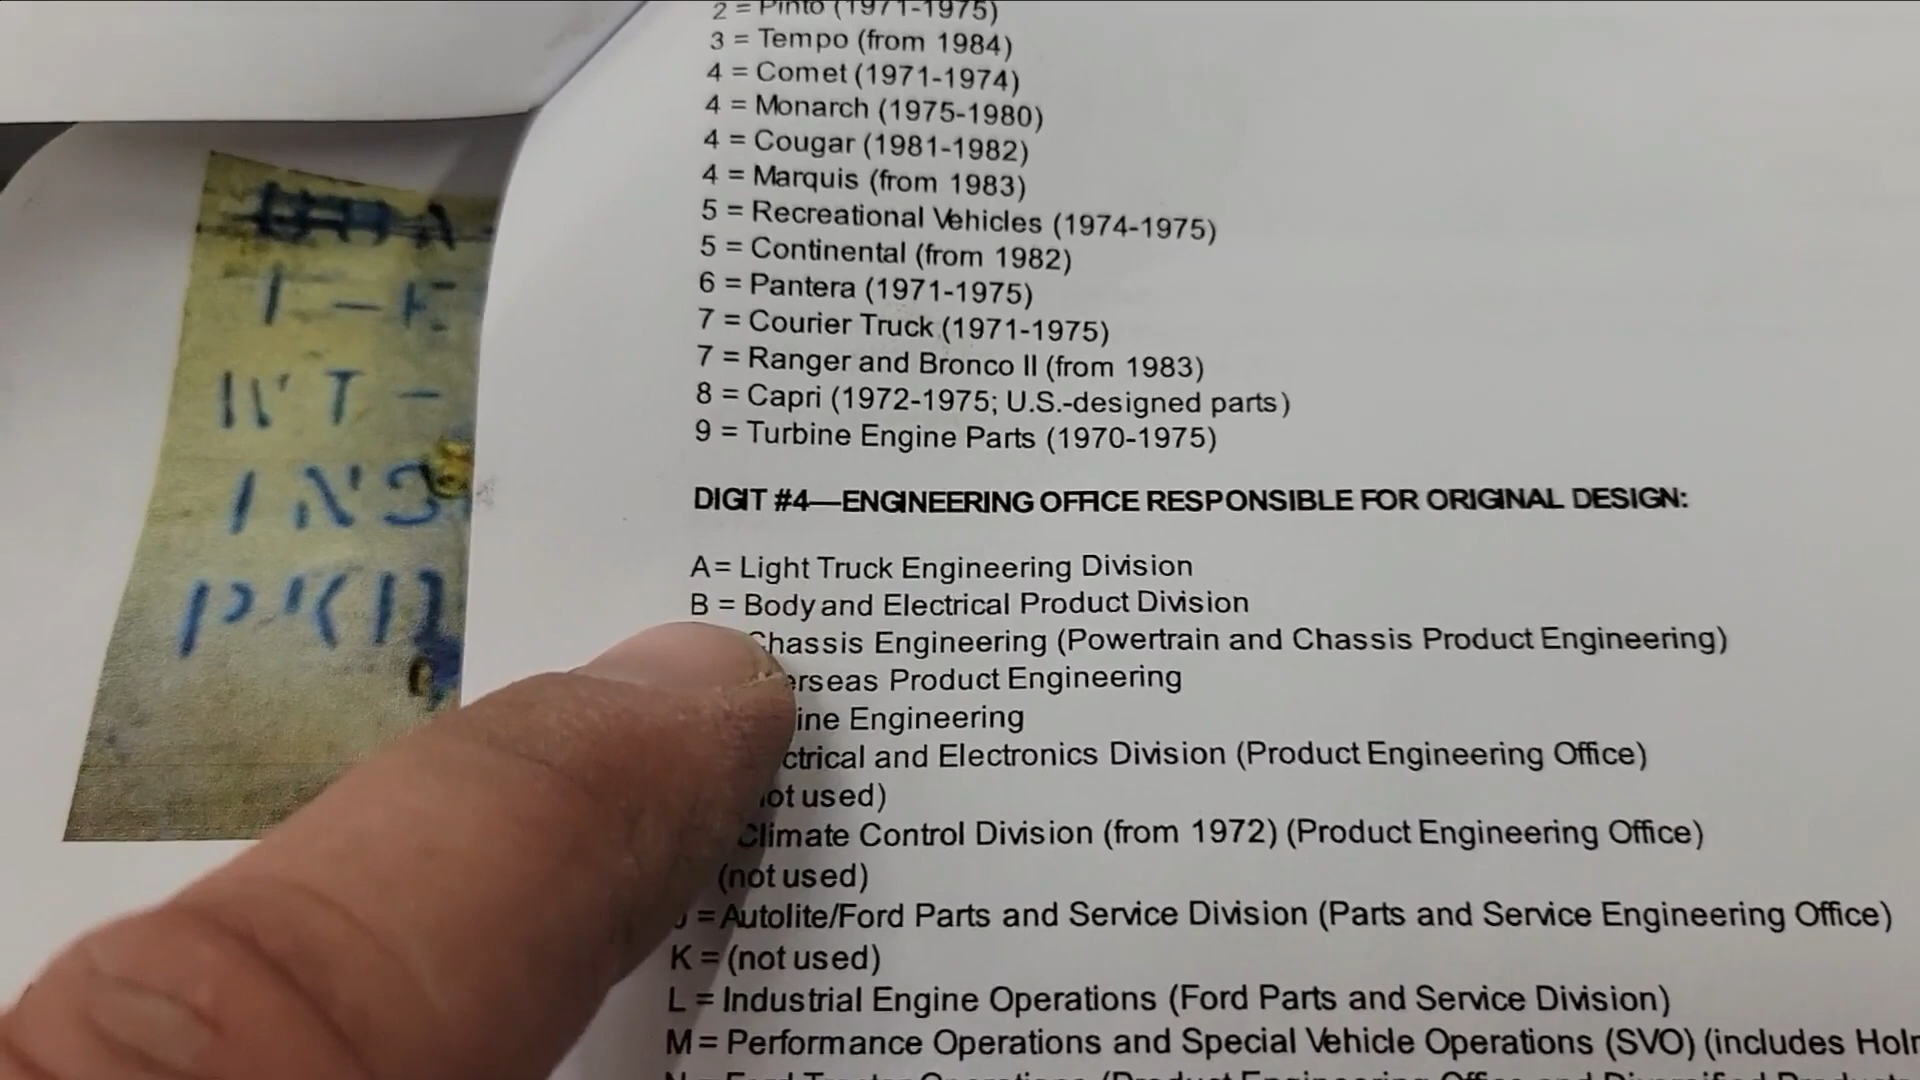 2 = Pinto (1971-1975)
3 = Tempo (from 1984)
4 = Comet (1971-1974)
4 = Monarch (1975-1980)
4 = Cougar (1981-1982)
4 = Marquis (from 1983)
5 = Recreational Vehicles (1974-1975)
5 = Continental (from 1982)
6 = Pantera (1971-1975)
7 = Courier Truck (1971-1975)
7 = Ranger and Bronco II (from 1983)
8 = Capri (1972-1975; U.S.-designed parts)
9 = Turbine Engine Parts (1970-1975)
DIGIT #4—ENGINEERING OFFICE RESPONSIBLE FOR ORIGINAL DESIGN:
A = Light Truck Engineering Division
B = Body and Electrical Product Division
Chassis Engineering (Powertrain and Chassis Product Engineering)
Product Engineering
Engineering
and Electronics Division (Product Engineering Office)
used)
Climate Control Division (from 1972) (Product Engineering Office)
(not used)
J = Autolite/Ford Parts and Service Division (Parts and Service Engineering Office)
K = (not used)
L = Industrial Engine Operations (Ford Parts and Service Division)
M = Performance Operations and Special Vehicle Operations (SVO) (includes